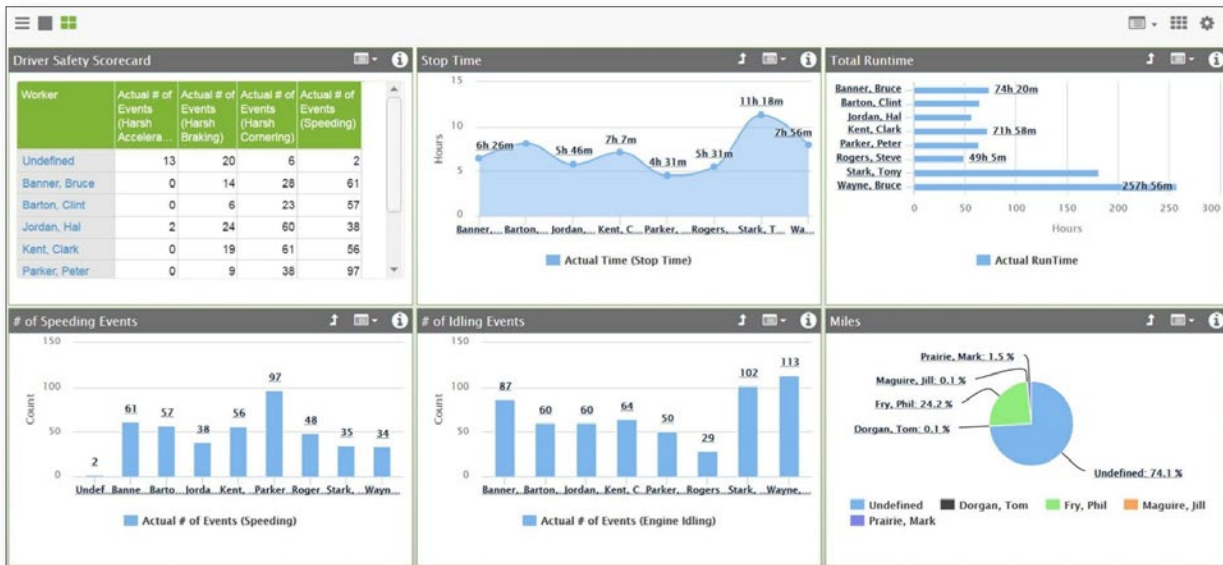 Driver Safety Scorecard
Worker
Actual # of Events (Harsh Accelera...
Actual # of Events (Harsh Braking)
Actual # of Events (Harsh Cornering)
Actual # of Events (Speeding)
Undefined 13 20 6 2
Banner, Bruce 0 14 28 61
Barton, Clint 0 6 23 57
Jordan, Hal 2 24 60 38
Kent, Clark 0 19 61 56
Parker, Peter 0 9 38 97
Stop Time
15
10
5
0
Hours
6h 26m
5h 46m
7h 7m
4h 31m
5h 31m
11h 18m
7h 56m
Banner,... Barton,... Jordan,... Kent, C... Parker,... Rogers,... Stark, T... Wa...
Actual Time (Stop Time)
Total Runtime
Banner, Bruce 74h 20m
Barton, Clint
Jordan, Hal
Kent, Clark 71h 58m
Parker, Peter
Rogers, Steve 49h 5m
Stark, Tony
Wayne, Bruce 257h 56m
0 50 100 150 200 250 300
Hours
Actual RunTime
# of Speeding Events
150
100
50
0
Count
2 61 57 38 56 97 48 35 34
Undef... Banne... Barto... Jorda... Kent,... Parker... Roger... Stark,... Wayn...
Actual # of Events (Speeding)
# of Idling Events
150
100
50
0
Count
87 60 60 64 50 29 102 113
Banner,... Barton,... Jordan,... Kent, C... Parker,... Rogers... Stark,... Wayne,...
Actual # of Events (Engine Idling)
Miles
Prairie, Mark: 1.5 %
Maguire, Jill: 0.1 %
Fry, Phil: 24.2 %
Dorgan, Tom: 0.1 %
Undefined: 74.1 %
Undefined Dorgan, Tom Fry, Phil Maguire, Jill
Prairie, Mark